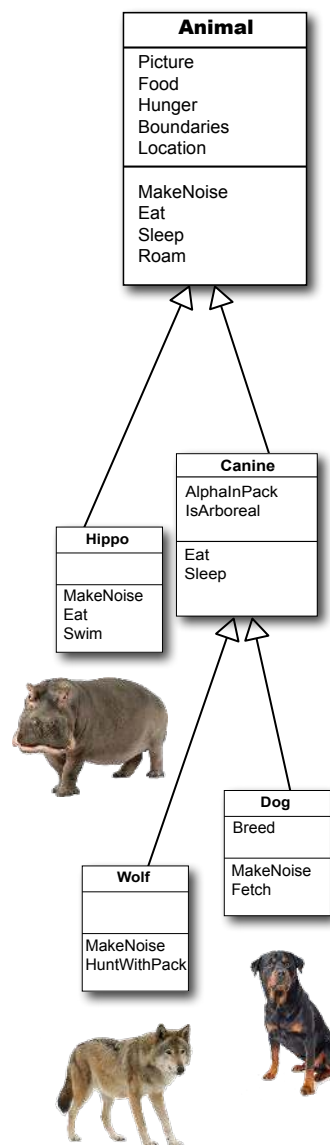 Animal
Picture
Food
Hunger
Boundaries
Location
MakeNoise
Eat
Sleep
Roam
Canine
AlphaInPack
IsArboreal
Eat
Sleep
Hippo
MakeNoise
Eat
Swim
Dog
Breed
MakeNoise
Fetch
Wolf
MakeNoise
HuntWithPack